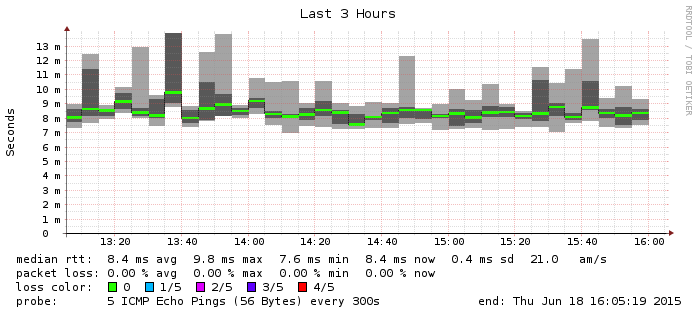 Last 3 Hours
RRDTOOL / TOBI OETIKER
Seconds
13 m
12 m
11 m
10 m
9 m
8 m
7 m
6 m
5 m
4 m
3 m
2 m
1 m
0
13:20 13:40 14:00 14:20 14:40 15:00 15:20 15:40 16:00
median rtt: 8.4 ms avg 9.8 ms max 7.6 ms min 8.4 ms now 0.4 ms sd 21.0 am/s
packet loss: 0.00 % avg 0.00 % max 0.00 % min 0.00 % now
loss color: 0 1/5 2/5 3/5 4/5
probe: 5 ICMP Echo Pings (56 Bytes) every 300s end: Thu Jun 18 16:05:19 2015